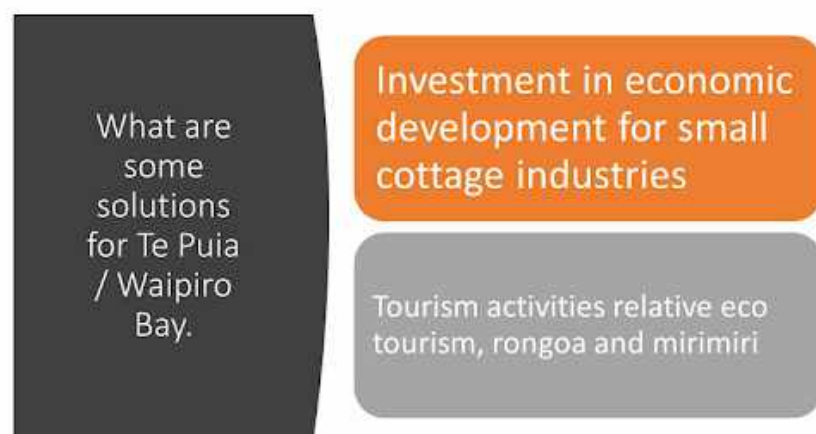 What are
some
solutions
for Te Puia
/ Waipiro
Bay.
Investment in economic
development for small
cottage industries
Tourism activities relative eco
tourism, rongoa and mirimiri